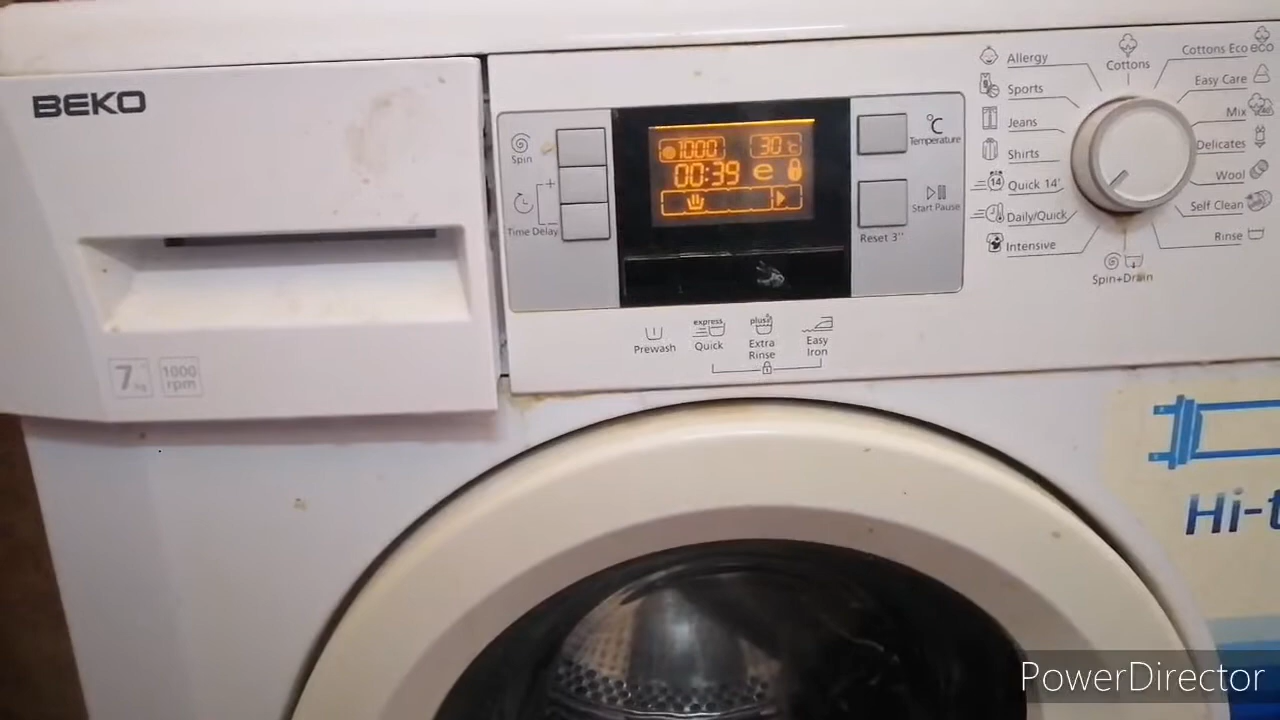 BEKO
7 kg
1000 rpm
Spin
Time Delay
+
1000
30 °C
00:39 e
°C
Temperature
Start Pause
Reset 3"
Prewash
express
Quick
plus+
Extra Rinse
Easy Iron
Allergy
Sports
Jeans
Shirts
14
Quick 14'
Daily/Quick
Intensive
Cottons
Cottons Eco eco
Easy Care
Mix
Delicates
Wool
Self Clean
Rinse
Spin+Drain
Hi-t
PowerDirector